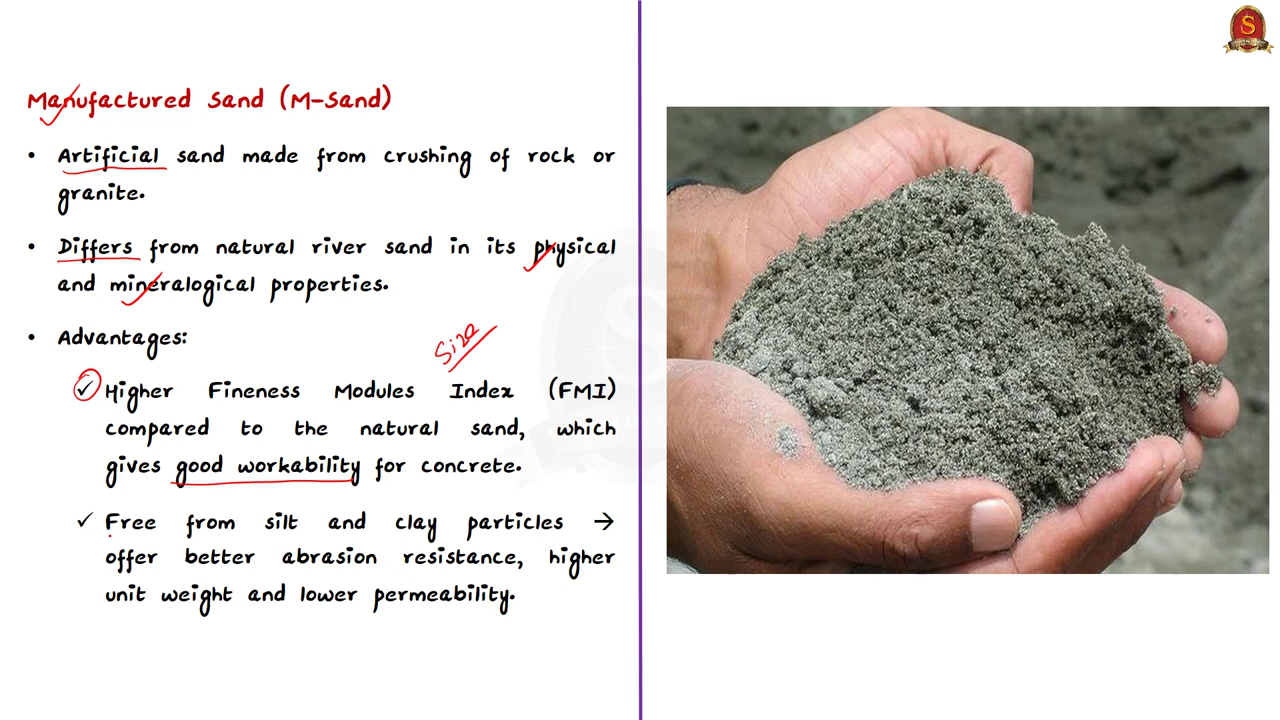 Manufactured Sand (M-Sand)
• Artificial sand made from crushing of rock or
granite.
• Differs from natural river sand in its physical
and mineralogical properties.
• Advantages:
Size
✓ Higher Fineness Modules Index (FMI)
compared to the natural sand, which
gives good workability for concrete.
✓ Free from silt and clay particles →
offer better abrasion resistance, higher
unit weight and lower permeability.
S